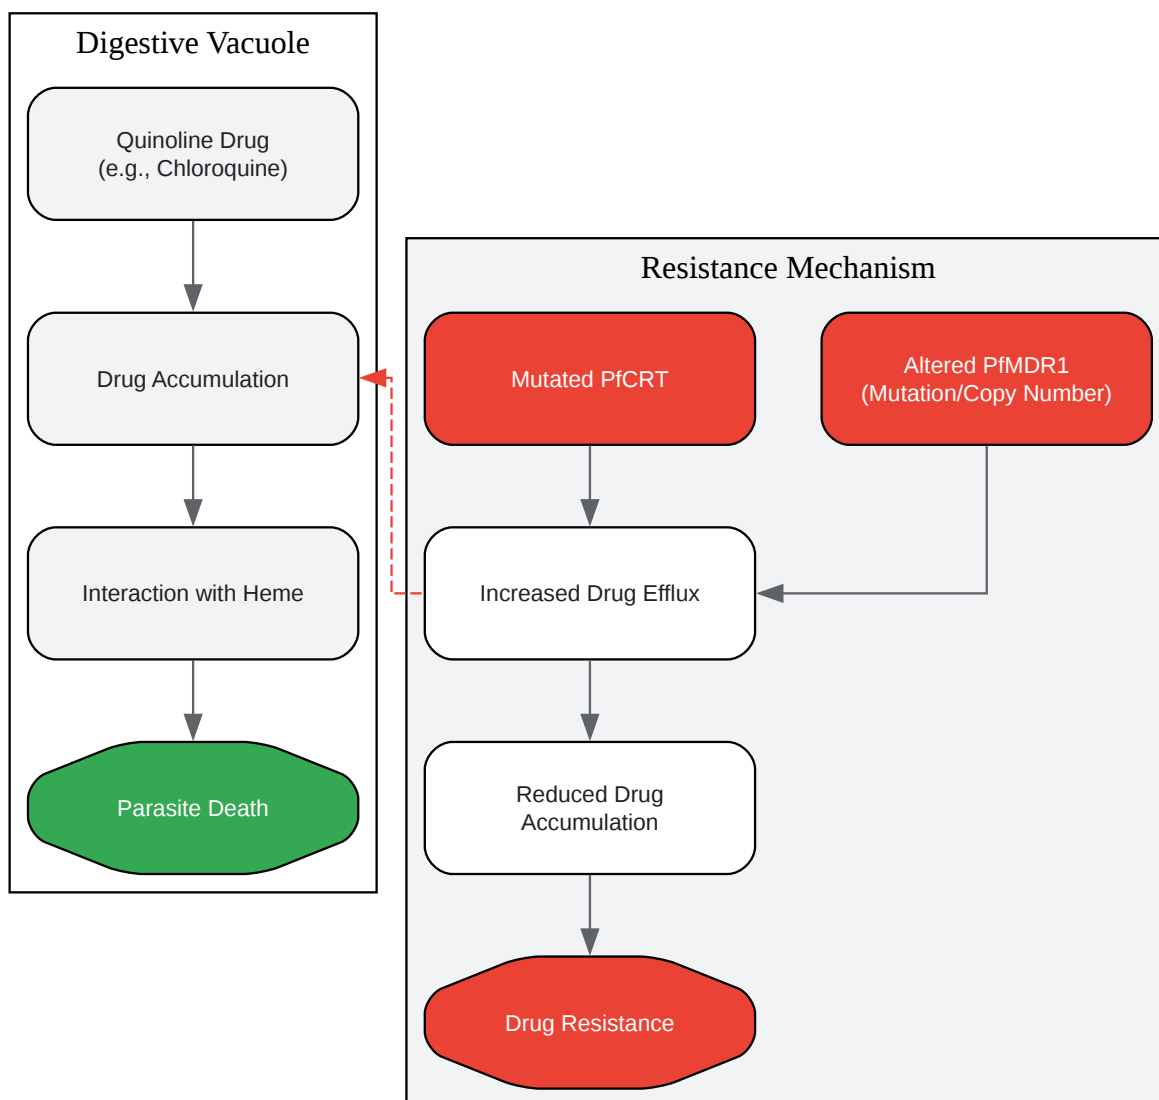 Digestive Vacuole
Quinoline Drug
(e.g., Chloroquine)
Drug Accumulation
Interaction with Heme
Parasite Death
Resistance Mechanism
Mutated PfCRT
Altered PfMDR1
(Mutation/Copy Number)
Increased Drug Efflux
Reduced Drug
Accumulation
Drug Resistance